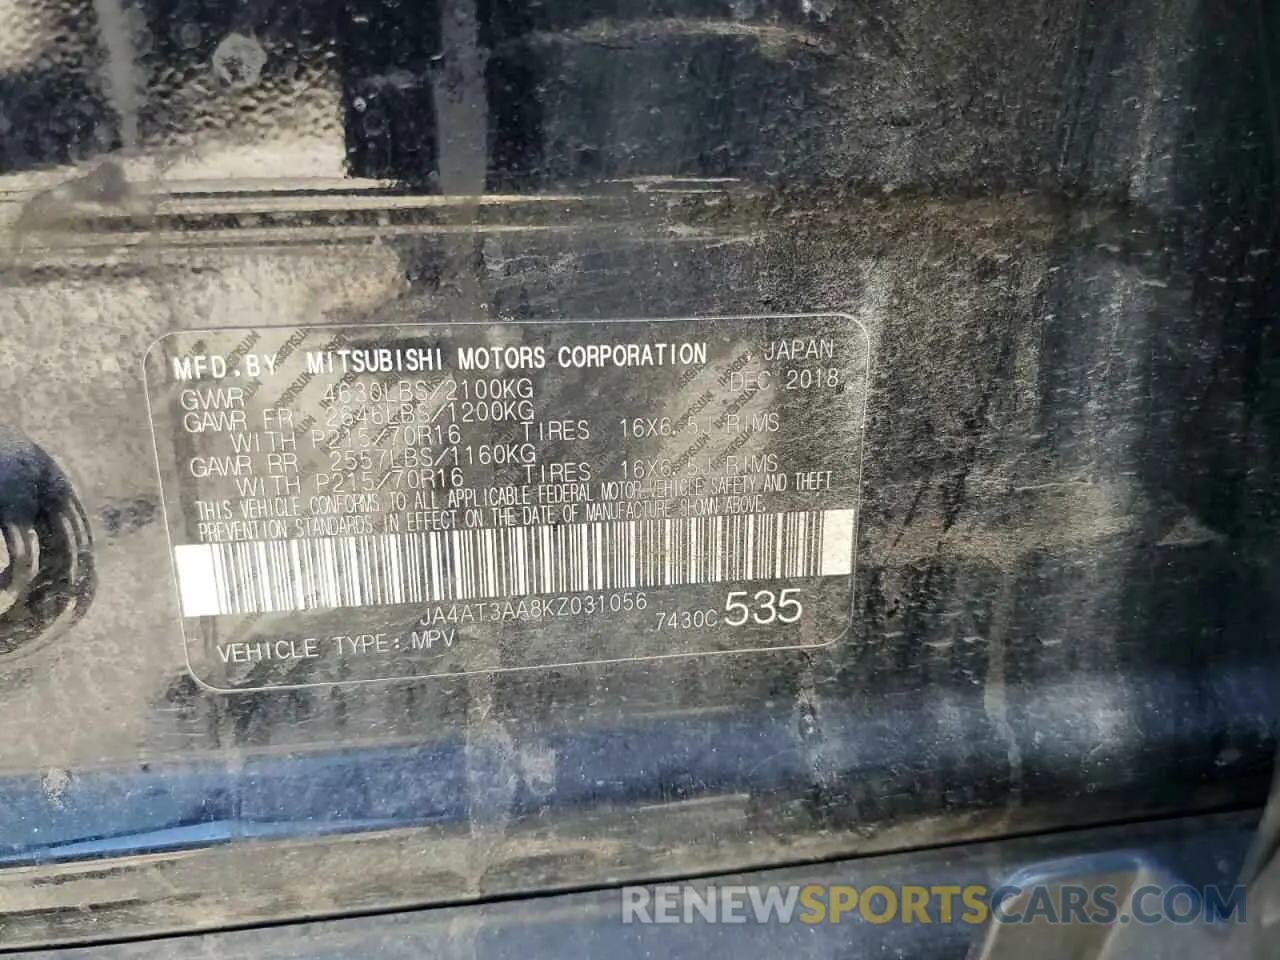 MFD.BY MITSUBISHI MOTORS CORPORATION JAPAN
GVWR 4630LBS/2100KG DEC 2018
GAWR FR 2646LBS/1200KG
WITH P215/70R16 TIRES 16X6.5J RIMS
GAWR RR 2557LBS/1160KG
WITH P215/70R16 TIRES 16X6.5J RIMS
THIS VEHICLE CONFORMS TO ALL APPLICABLE FEDERAL MOTOR VEHICLE SAFETY AND THEFT
PREVENTION STANDARDS IN EFFECT ON THE DATE OF MANUFACTURE SHOWN ABOVE.
JA4AT3AA8KZ031056 7430C 535
VEHICLE TYPE: MPV
RENEWSPORTSCARS.COM